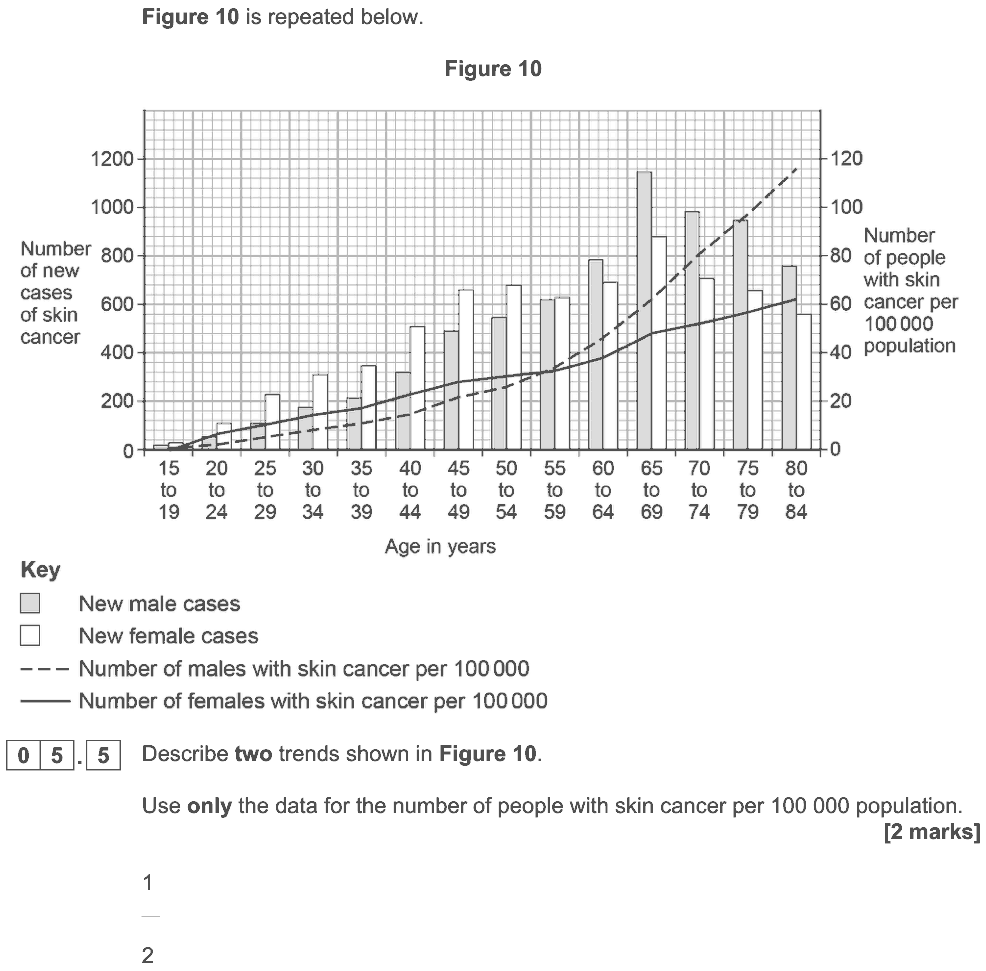 Figure 10 is repeated below.
Figure 10
Number
of new
cases
of skin
cancer
1200
1000
800
600
400
200
0
120
100
80
60
40
20
0
Number
of people
with skin
cancer per
100 000
population
15 20 25 30 35 40 45 50 55 60 65 70 75 80
to to to to to to to to to to to to to to
19 24 29 34 39 44 49 54 59 64 69 74 79 84
Age in years
Key
New male cases
New female cases
Number of males with skin cancer per 100 000
Number of females with skin cancer per 100 000
0 5 . 5 Describe two trends shown in Figure 10.
Use only the data for the number of people with skin cancer per 100 000 population.
[2 marks]
1
2